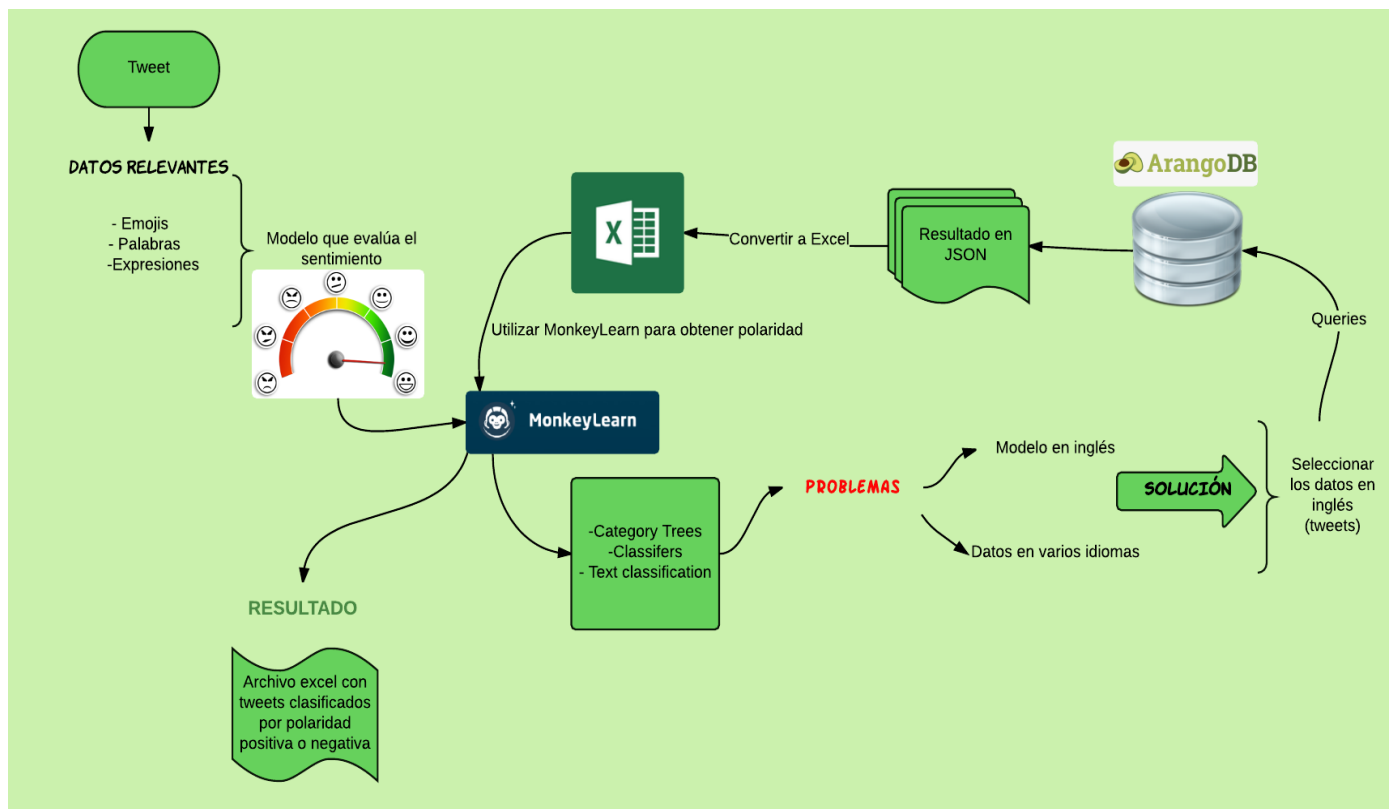 Tweet
DATOS RELEVANTES
- Emojis
- Palabras
-Expresiones
Modelo que evalúa el
sentimiento
X
Utilizar MonkeyLearn para obtener polaridad
MonkeyLearn
Convertir a Excel
Resultado en
JSON
ArangoDB
Queries
-Category Trees
-Classifers
- Text classification
PROBLEMAS
Modelo en inglés
Datos en varios idiomas
SOLUCIÓN
Seleccionar
los datos en
inglés
(tweets)
RESULTADO
Archivo excel con
tweets clasificados
por polaridad
positiva o negativa